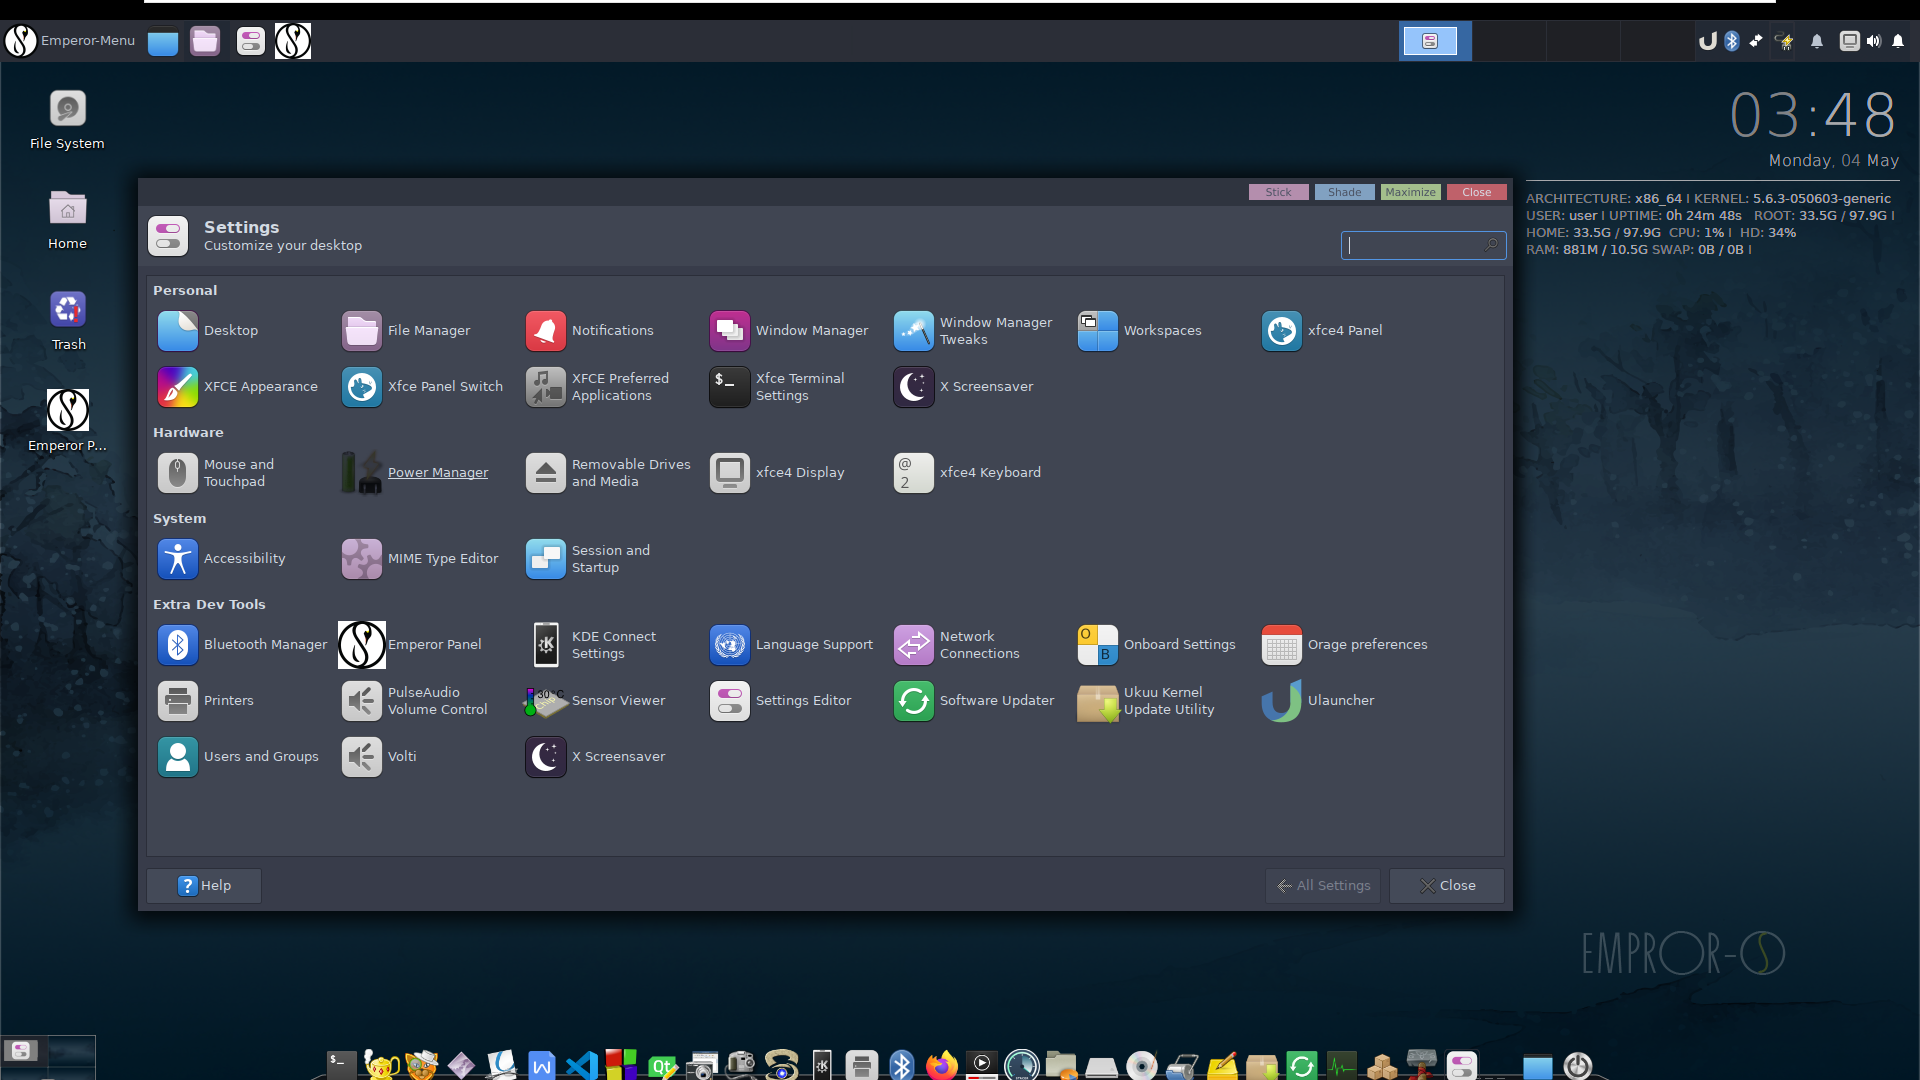 Emperor-Menu
File System
Home
Trash
Emperor P...
03:48
Monday, 04 May
ARCHITECTURE: x86_64 I KERNEL: 5.6.3-050603-generic
USER: user I UPTIME: 0h 24m 48s ROOT: 33.5G / 97.9G I
HOME: 33.5G / 97.9G CPU: 1% I HD: 34%
RAM: 881M / 10.5G SWAP: 0B / 0B I
Stick Shade Maximize Close
Settings
Customize your desktop
Personal
Desktop
File Manager
Notifications
Window Manager
Window Manager
Tweaks
Workspaces
xfce4 Panel
XFCE Appearance
Xfce Panel Switch
XFCE Preferred
Applications
$_
Xfce Terminal
Settings
X Screensaver
Hardware
Mouse and
Touchpad
Power Manager
Removable Drives
and Media
xfce4 Display
@
2
xfce4 Keyboard
System
Accessibility
MIME Type Editor
Session and
Startup
Extra Dev Tools
Bluetooth Manager
Emperor Panel
KDE Connect
Settings
Language Support
Network
Connections
O
B
Onboard Settings
Orage preferences
Printers
PulseAudio
Volume Control
30°C
Chip
Sensor Viewer
Settings Editor
Software Updater
Ukuu Kernel
Update Utility
Ulauncher
Users and Groups
Volti
X Screensaver
? Help
All Settings
Close
EMPROR-OS
$_
W
Qt